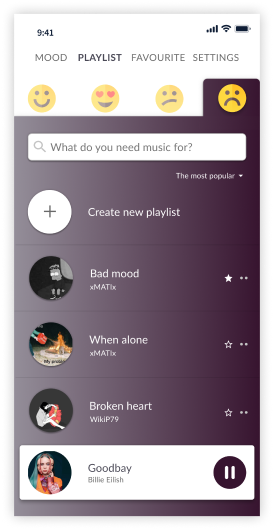 9:41
MOOD PLAYLIST FAVOURITE SETTINGS
What do you need music for?
The most popular
Create new playlist
Bad mood
xMATIx
When alone
xMATIx
Broken heart
WikiP79
Goodbay
Billie Eilish